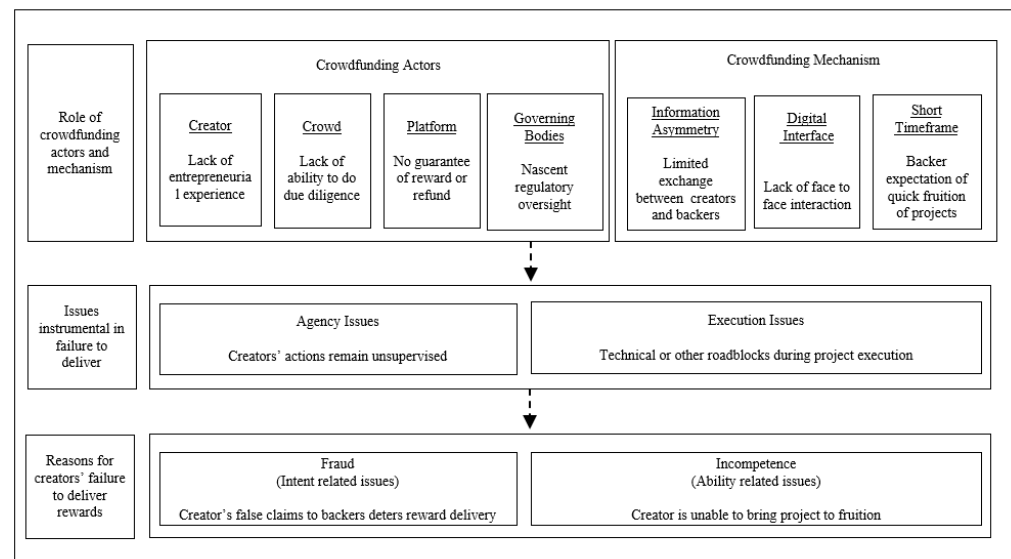 Role of
crowdfunding
actors and
mechanism
Crowdfunding Actors
Creator
Lack of
entrepreneuria
l experience
Crowd
Lack of
ability to do
due diligence
Platform
No guarantee
of reward or
refund
Governing
Bodies
Nascent
regulatory
oversight
Crowdfunding Mechanism
Information
Asymmetry
Limited
exchange
between creators
and backers
Digital
Interface
Lack of face to
face interaction
Short
Timeframe
Backer
expectation of
quick fruition
of projects
Issues
instrumental in
failure to
deliver
Agency Issues
Creators’ actions remain unsupervised
Execution Issues
Technical or other roadblocks during project execution
Reasons for
creators’ failure
to deliver
rewards
Fraud
(Intent related issues)
Creator’s false claims to backers deters reward delivery
Incompetence
(Ability related issues)
Creator is unable to bring project to fruition